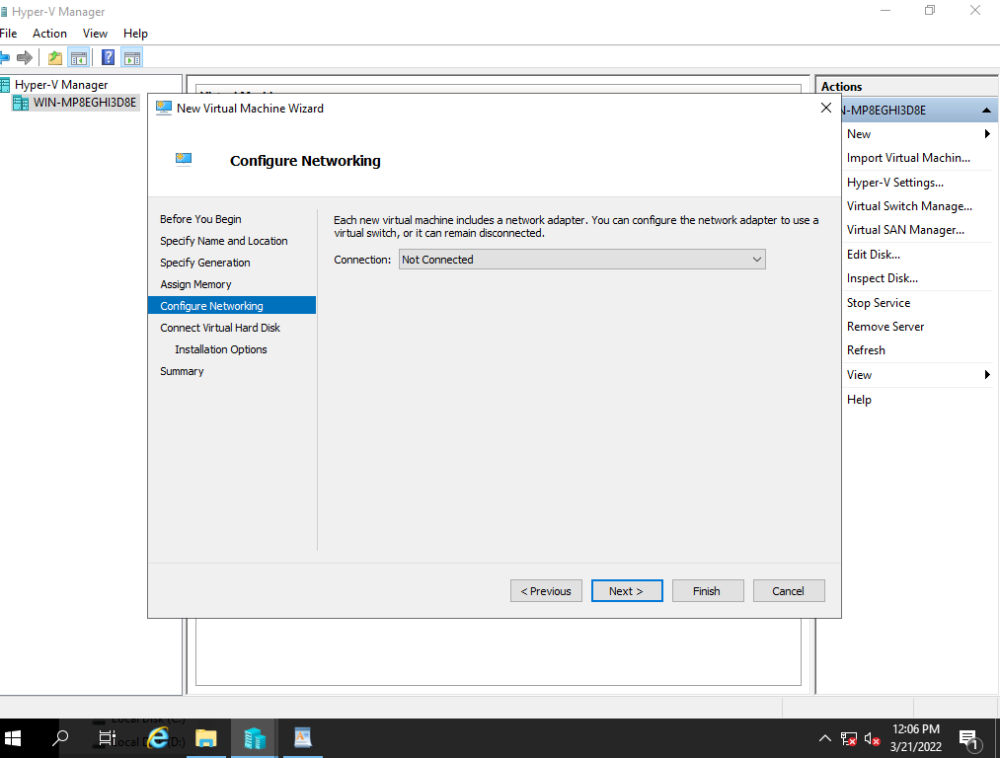 Hyper-V Manager
File Action View Help
Hyper-V Manager
WIN-MP8EGHI3D8E
Actions
N-MP8EGHI3D8E
New
Import Virtual Machin...
Hyper-V Settings...
Virtual Switch Manage...
Virtual SAN Manager...
Edit Disk...
Inspect Disk...
Stop Service
Remove Server
Refresh
View
Help
New Virtual Machine Wizard
Configure Networking
Before You Begin
Specify Name and Location
Specify Generation
Assign Memory
Configure Networking
Connect Virtual Hard Disk
Installation Options
Summary
Each new virtual machine includes a network adapter. You can configure the network adapter to use a
virtual switch, or it can remain disconnected.
Connection: Not Connected
< Previous Next > Finish Cancel
Local Disk (C:)
Local Disk (D:)
12:06 PM
3/21/2022
1